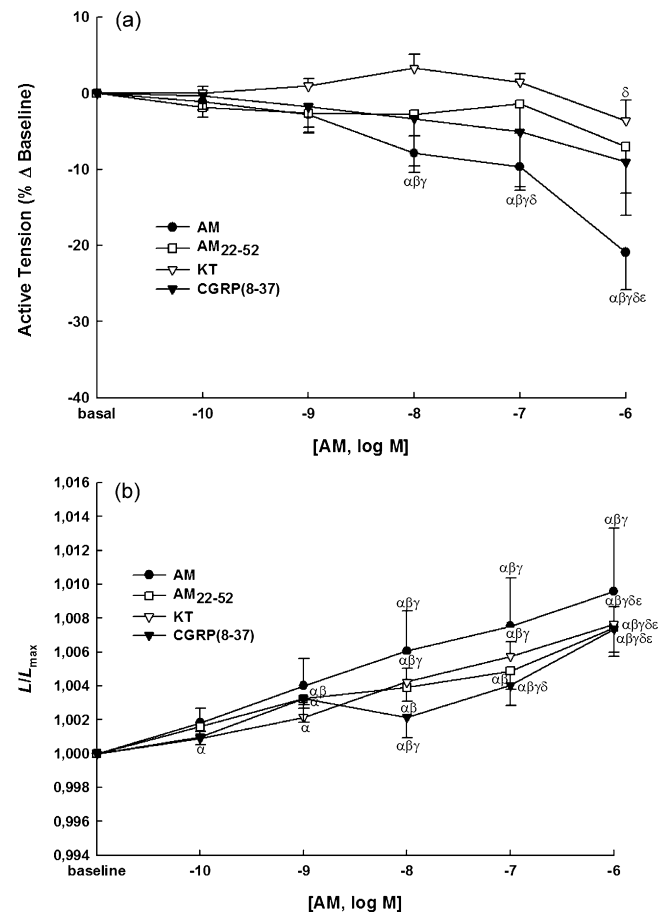 (a)
10
0
-10
-20
-30
-40
Active Tension (% Δ Baseline)
δ
αβγ
αβγδ
αβγδε
AM
AM22-52
KT
CGRP(8-37)
basal
-10
-9
-8
-7
-6
[AM, log M]
(b)
1,016
1,014
1,012
1,010
1,008
1,006
1,004
1,002
1,000
0,998
0,996
0,994
L/Lmax
AM
AM22-52
KT
CGRP(8-37)
αβγ
αβγ
αβγ
αβγδε
αβγδε
αβγδε
αβγ
αβγ
αβ
αβγδ
αβ
α
αβ
α
α
αβγ
baseline
-10
-9
-8
-7
-6
[AM, log M]